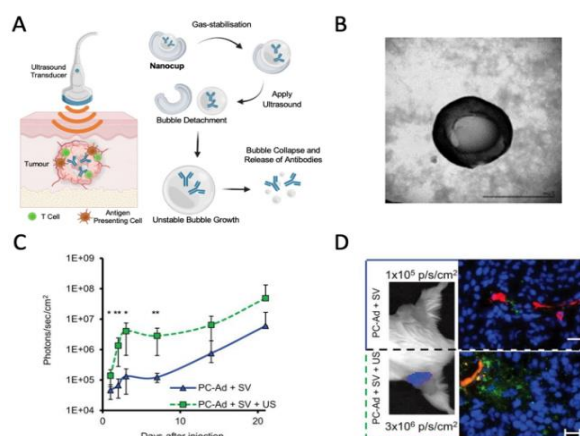 A
Ultrasound
Transducer
Tumour
T Cell
Antigen
Presenting Cell
Gas-stabilisation
Nanocup
Apply
Ultrasound
Bubble Detachment
Bubble Collapse and
Release of Antibodies
Unstable Bubble Growth
B
C
Photons/sec/cm²
1E+09
1E+08
1E+07
1E+06
1E+05
1E+04
* ** * **
PC-Ad + SV
PC-Ad + SV + US
0 10 20
Days after injection
D
PC-Ad + SV
1x10⁵ p/s/cm²
PC-Ad + SV + US
3x10⁶ p/s/cm²